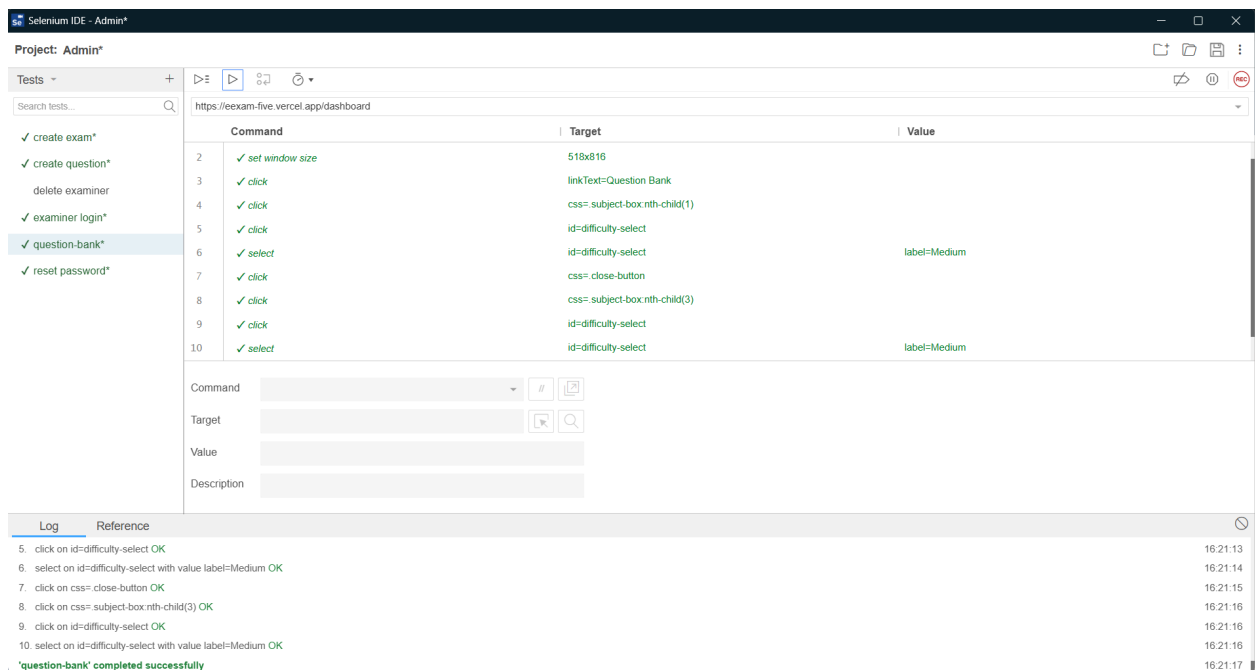 Selenium IDE - Admin*
Project: Admin*
Tests
REC
Search tests...
https://eexam-five.vercel.app/dashboard
Command Target Value
✓ create exam*
✓ create question*
delete examiner
✓ examiner login*
✓ question-bank*
✓ reset password*
2 ✓ set window size 518x816
3 ✓ click linkText=Question Bank
4 ✓ click css=.subject-box:nth-child(1)
5 ✓ click id=difficulty-select
6 ✓ select id=difficulty-select label=Medium
7 ✓ click css=.close-button
8 ✓ click css=.subject-box:nth-child(3)
9 ✓ click id=difficulty-select
10 ✓ select id=difficulty-select label=Medium
Command //
Target
Value
Description
Log Reference
5. click on id=difficulty-select OK 16:21:13
6. select on id=difficulty-select with value label=Medium OK 16:21:14
7. click on css=.close-button OK 16:21:15
8. click on css=.subject-box:nth-child(3) OK 16:21:16
9. click on id=difficulty-select OK 16:21:16
10. select on id=difficulty-select with value label=Medium OK 16:21:16
'question-bank' completed successfully 16:21:17